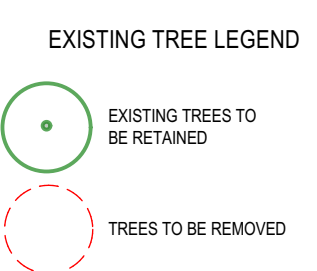 EXISTING TREE LEGEND
EXISTING TREES TO
BE RETAINED
TREES TO BE REMOVED